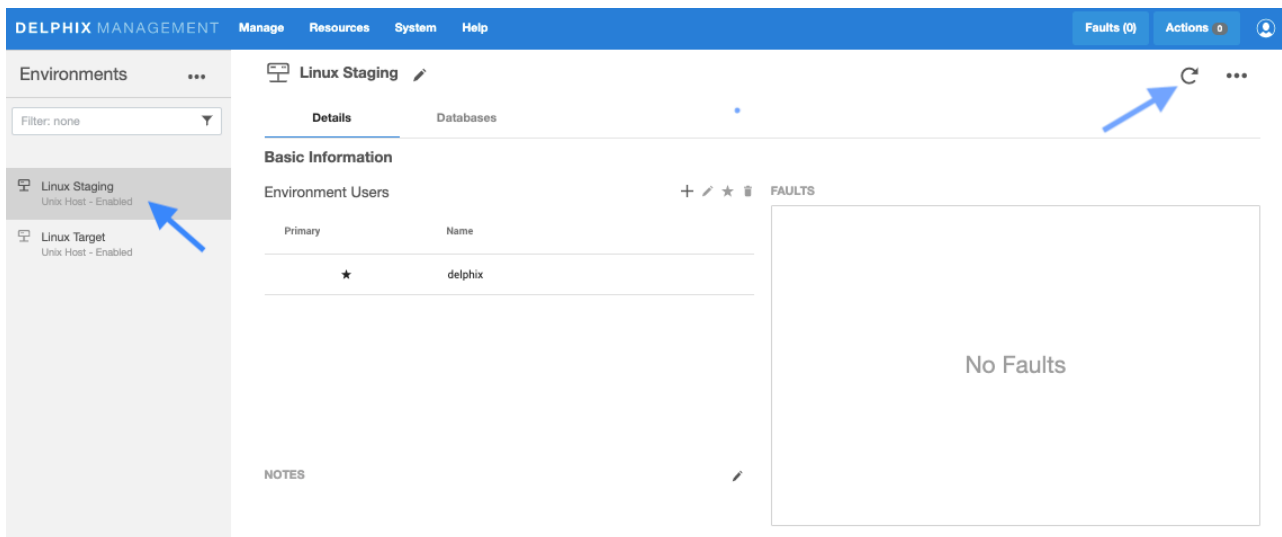 DELPHIX MANAGEMENT Manage Resources System Help Faults (0) Actions 0
Environments
Linux Staging
Filter: none
Details Databases
Basic Information
Linux Staging
Unix Host - Enabled
Environment Users
FAULTS
Linux Target
Unix Host - Enabled
Primary Name
delphix
No Faults
NOTES